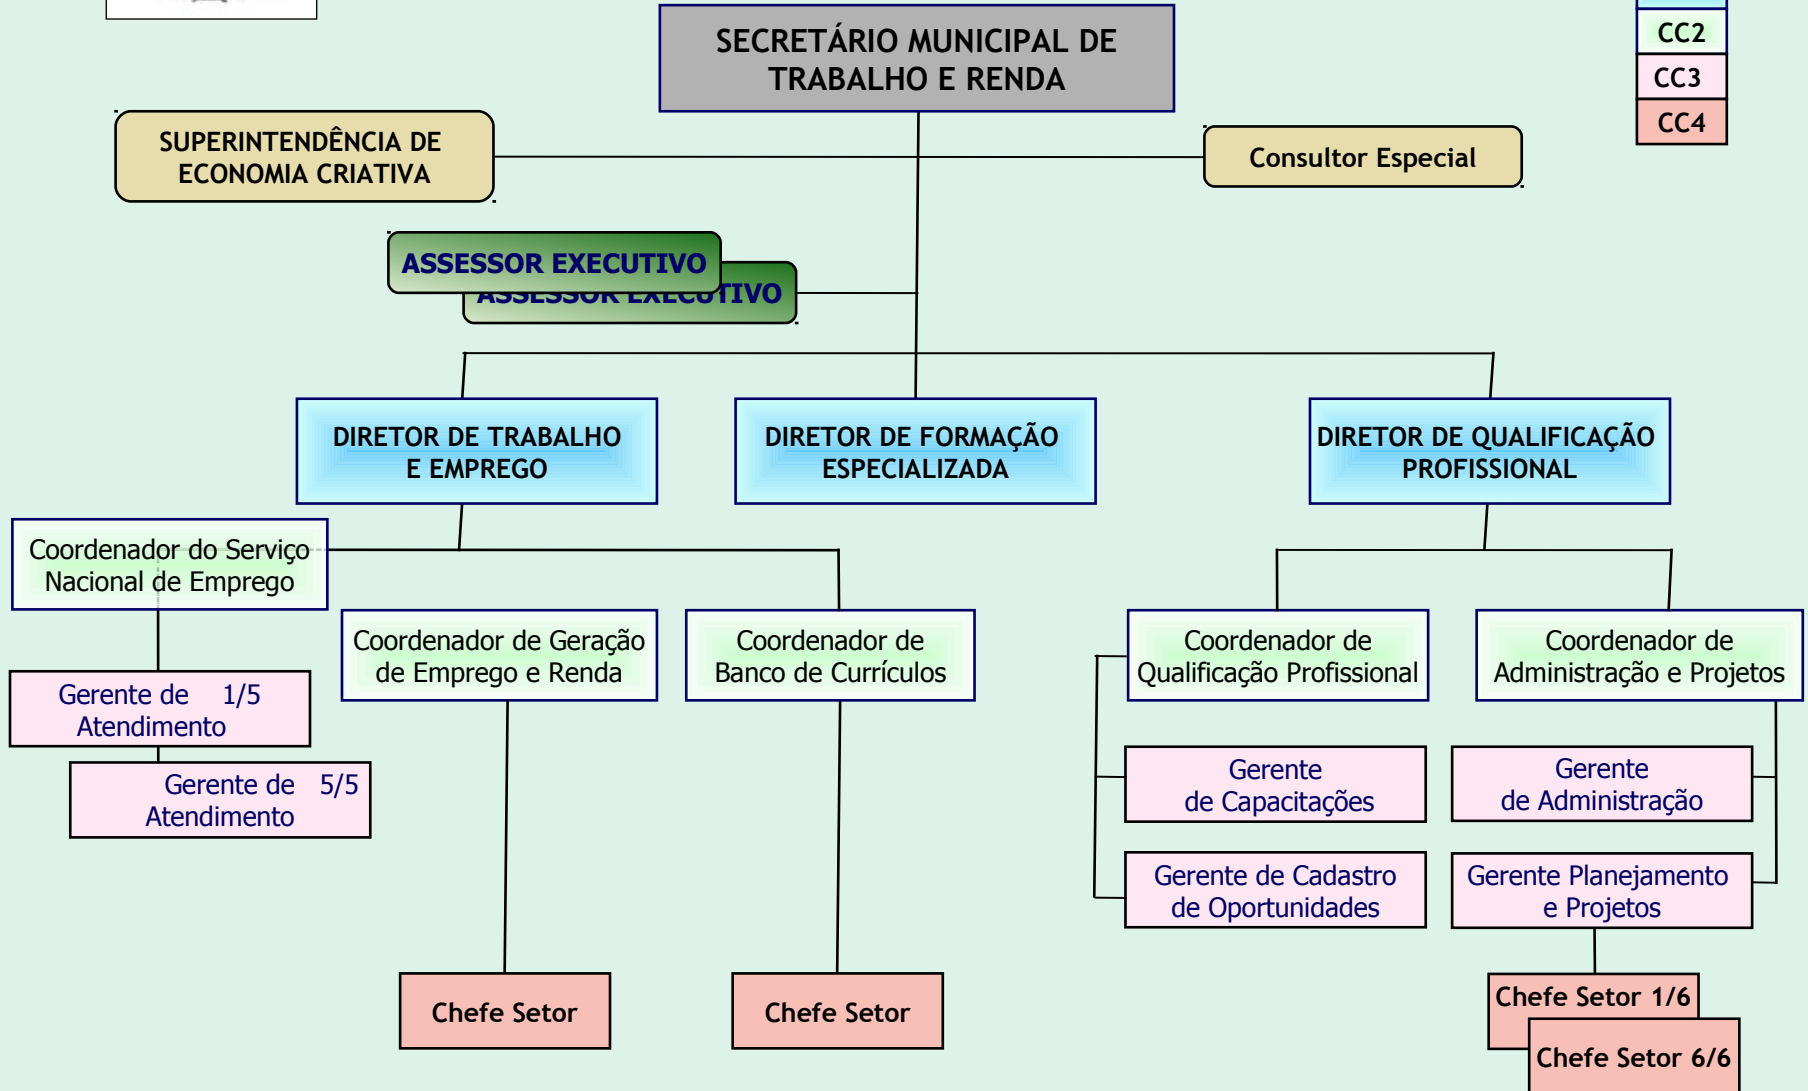 SECRETÁRIO MUNICIPAL DE
TRABALHO E RENDA
CC2
CC3
CC4
SUPERINTENDÊNCIA DE
ECONOMIA CRIATIVA
Consultor Especial
ASSESSOR EXECUTIVO
ASSESSOR EXECUTIVO
DIRETOR DE TRABALHO
E EMPREGO
DIRETOR DE FORMAÇÃO
ESPECIALIZADA
DIRETOR DE QUALIFICAÇÃO
PROFISSIONAL
Coordenador do Serviço
Nacional de Emprego
Coordenador de Geração
de Emprego e Renda
Coordenador de
Banco de Currículos
Coordenador de
Qualificação Profissional
Coordenador de
Administração e Projetos
Gerente de 1/5
Atendimento
Gerente de 5/5
Atendimento
Gerente
de Capacitações
Gerente
de Administração
Gerente de Cadastro
de Oportunidades
Gerente Planejamento
e Projetos
Chefe Setor
Chefe Setor
Chefe Setor 1/6
Chefe Setor 6/6